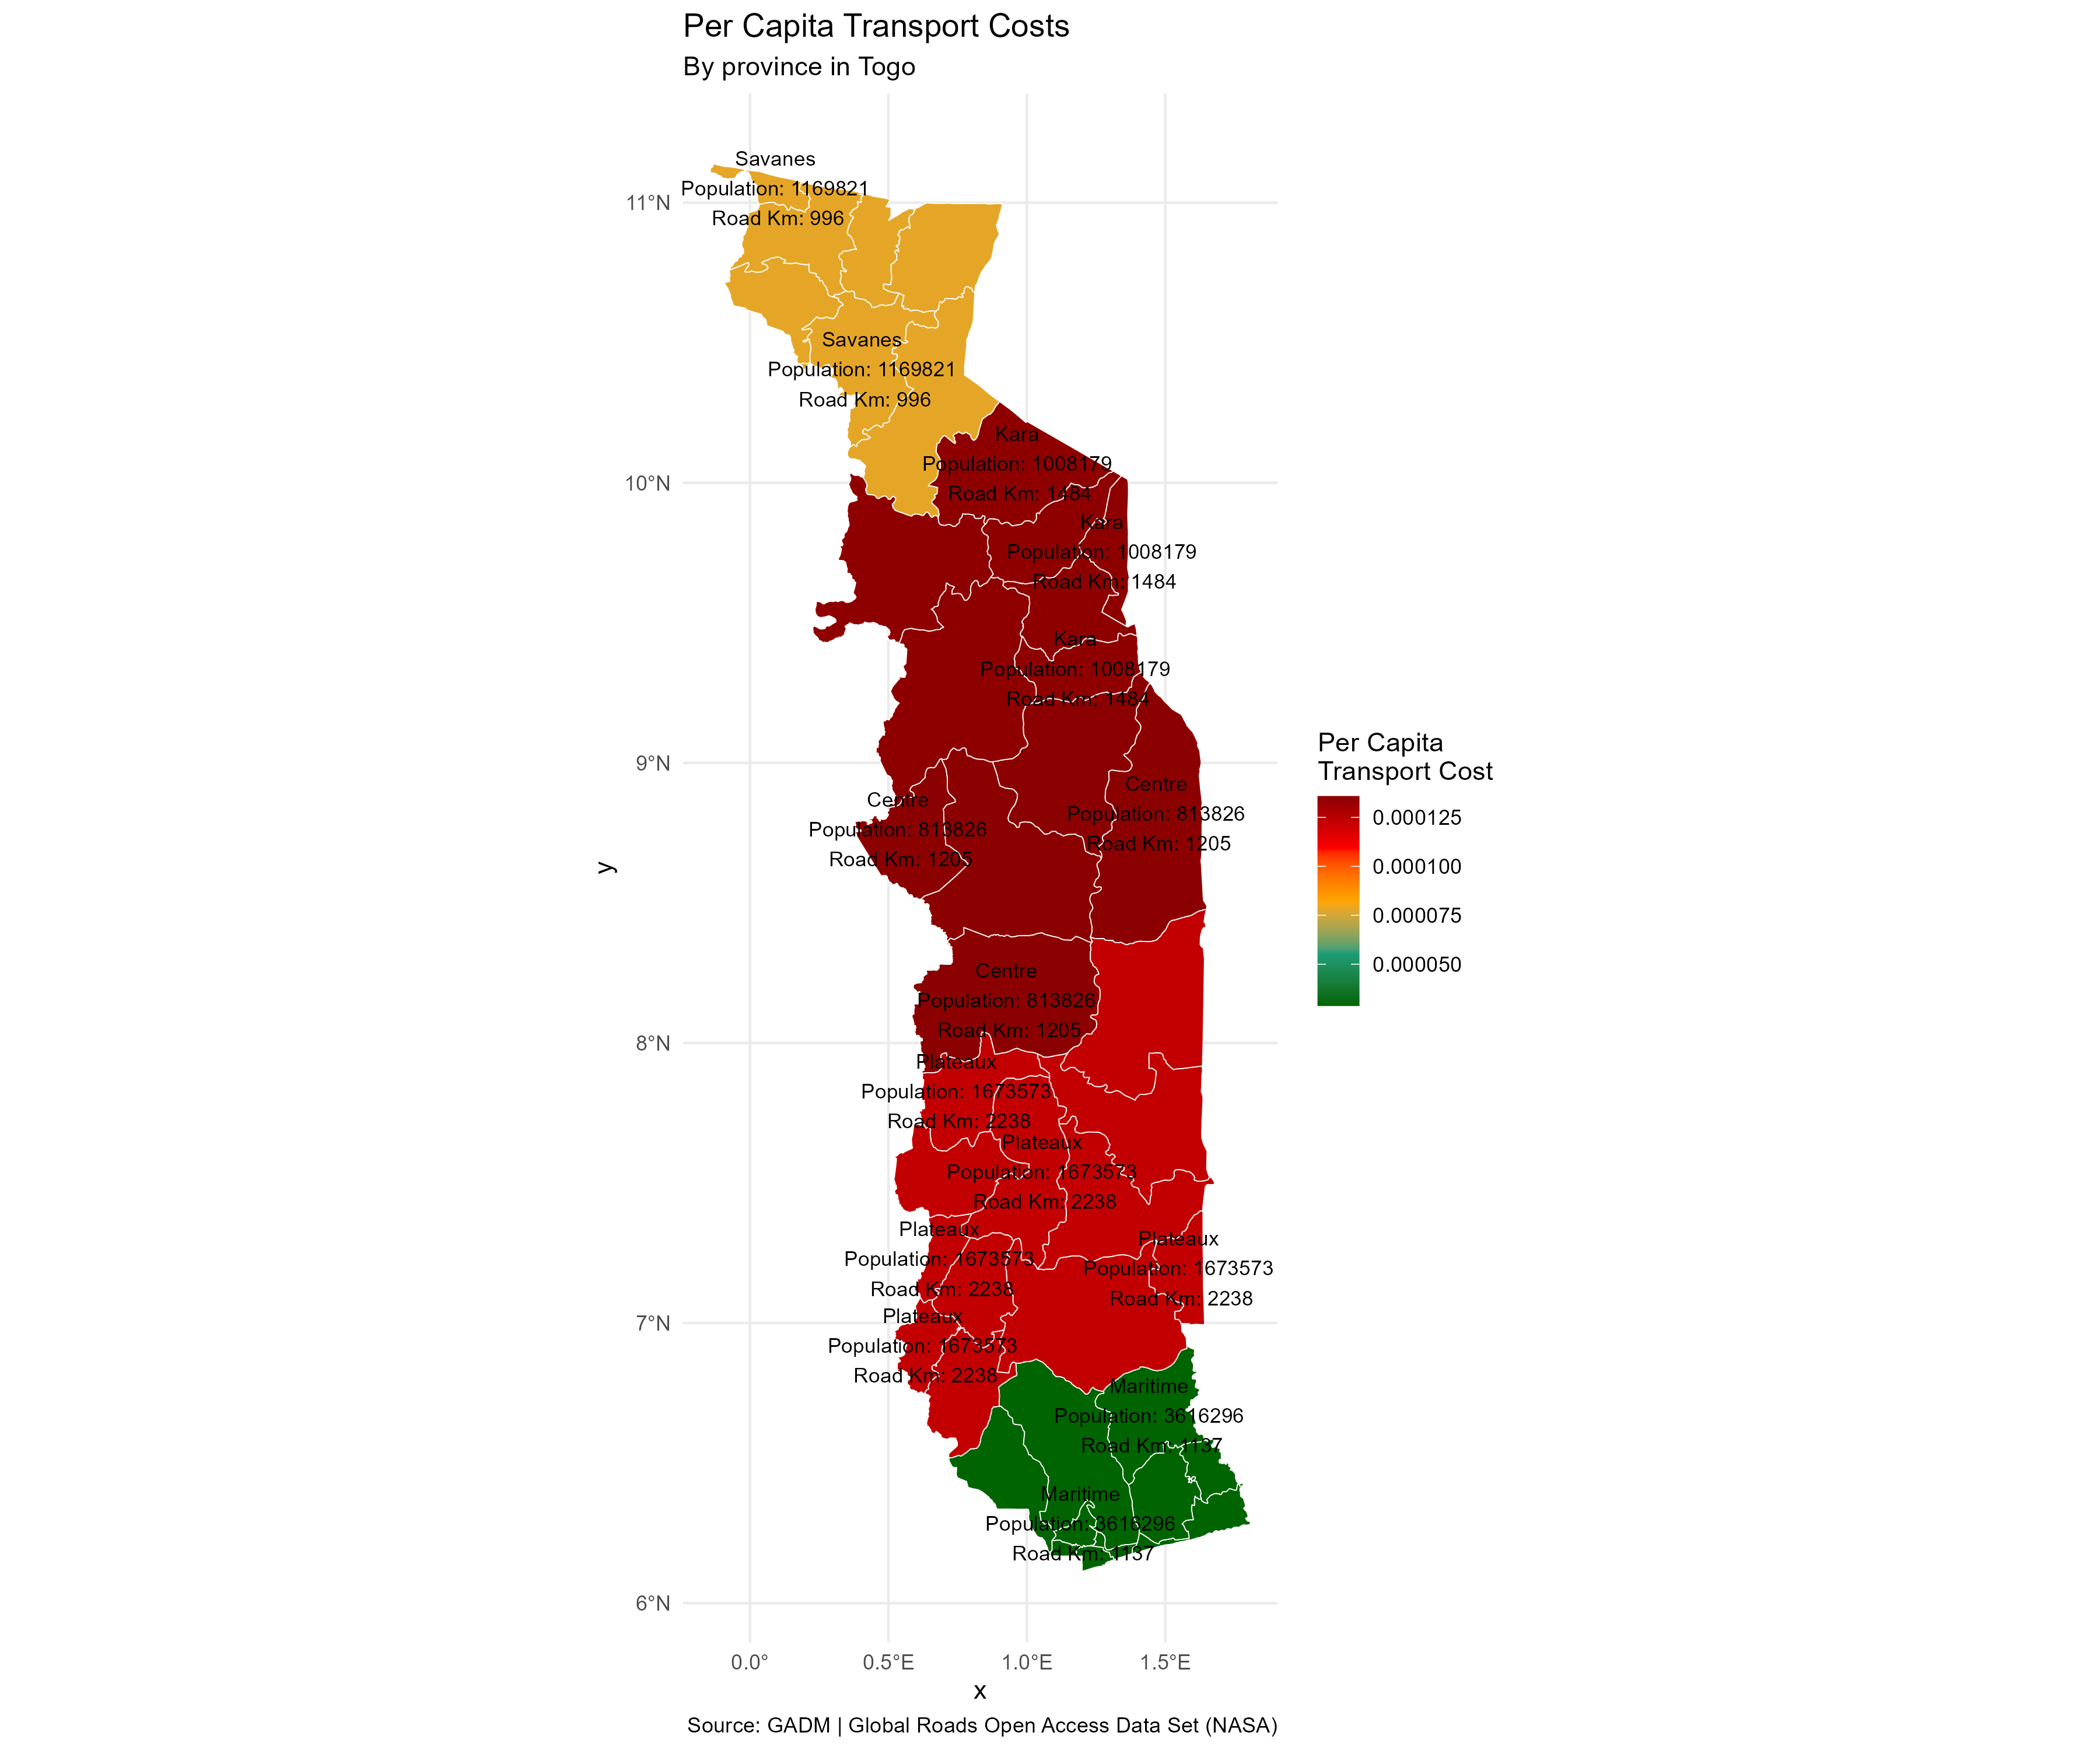 Per Capita Transport Costs
By province in Togo
Savanes
Population: 1169821
Road Km: 996
Savanes
Population: 1169821
Road Km: 996
Kara
Population: 1008179
Road Km: 1484
Kara
Population: 1008179
Road Km: 1484
Kara
Population: 1008179
Road Km: 1484
Centre
Population: 813826
Road Km: 1205
Centre
Population: 813826
Road Km: 1205
Centre
Population: 813826
Road Km: 1205
Plateaux
Population: 1673573
Road Km: 2238
Plateaux
Population: 1673573
Road Km: 2238
Plateaux
Population: 1673573
Road Km: 2238
Plateaux
Population: 1673573
Road Km: 2238
Plateaux
Population: 1673573
Road Km: 2238
Maritime
Population: 3616296
Road Km: 1137
Maritime
Population: 3616296
Road Km: 1137
11°N
10°N
9°N
8°N
7°N
6°N
y
0.0°
0.5°E
1.0°E
1.5°E
x
Per Capita
Transport Cost
0.000125
0.000100
0.000075
0.000050
Source: GADM | Global Roads Open Access Data Set (NASA)